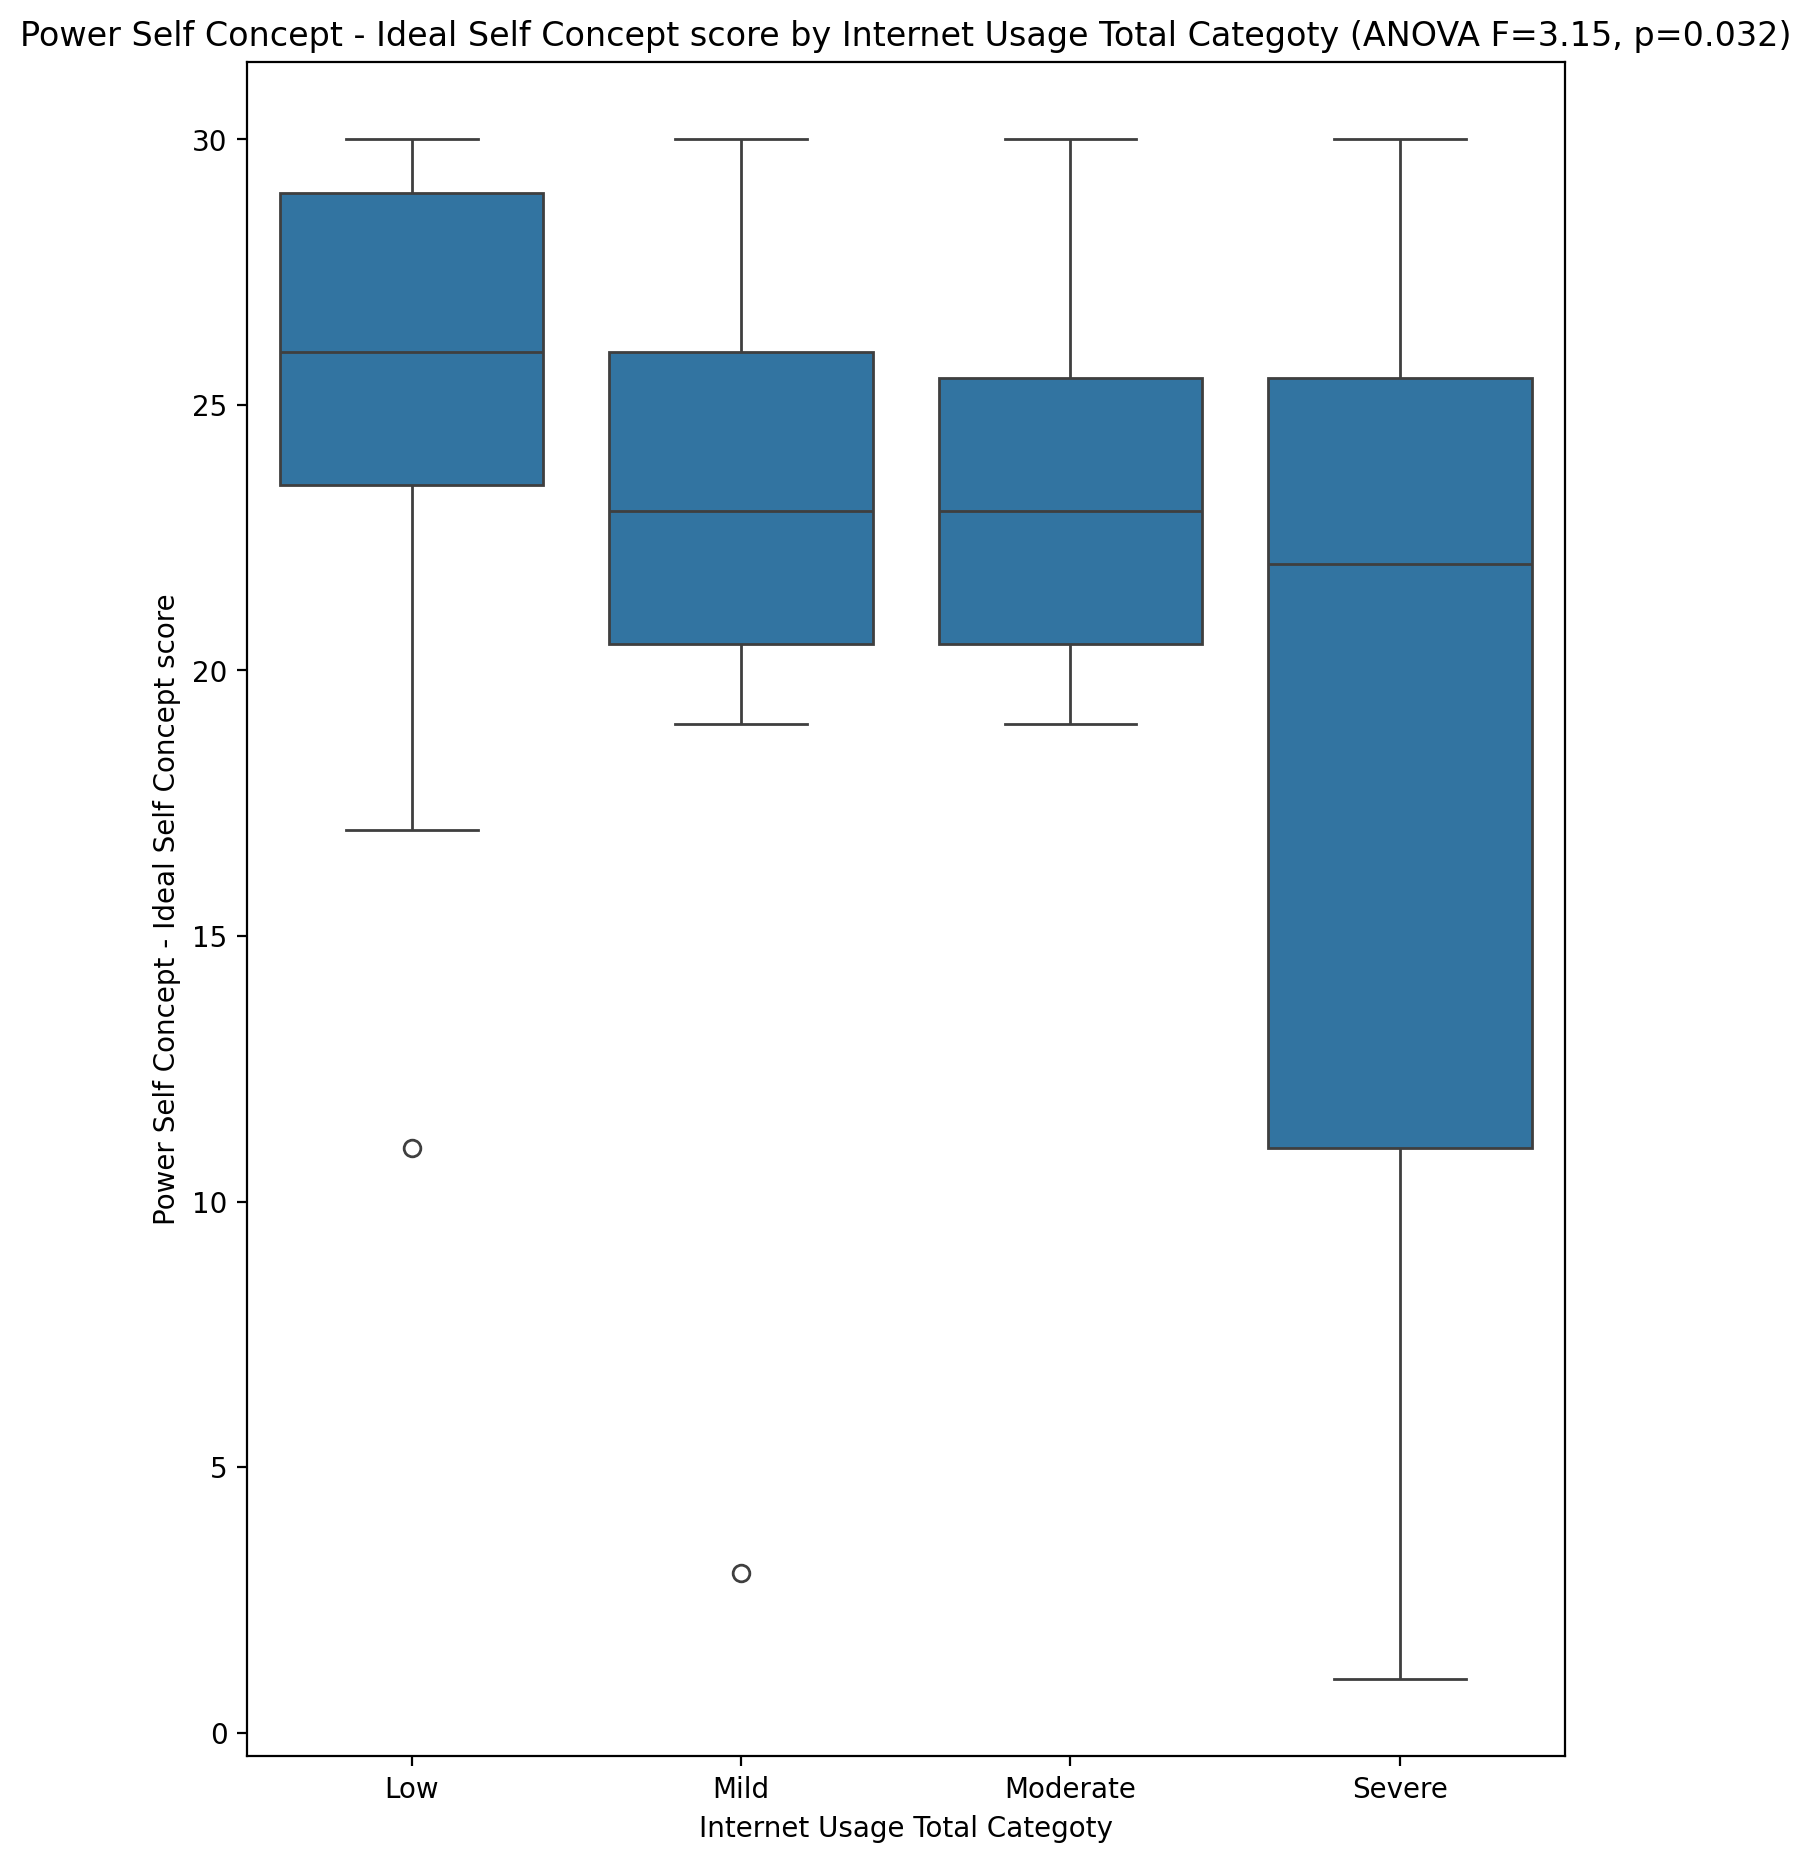 Power Self Concept - Ideal Self Concept score by Internet Usage Total Categoty (ANOVA F=3.15, p=0.032)
Power Self Concept - Ideal Self Concept score
30
25
20
15
10
5
0
Low Mild Moderate Severe
Internet Usage Total Categoty